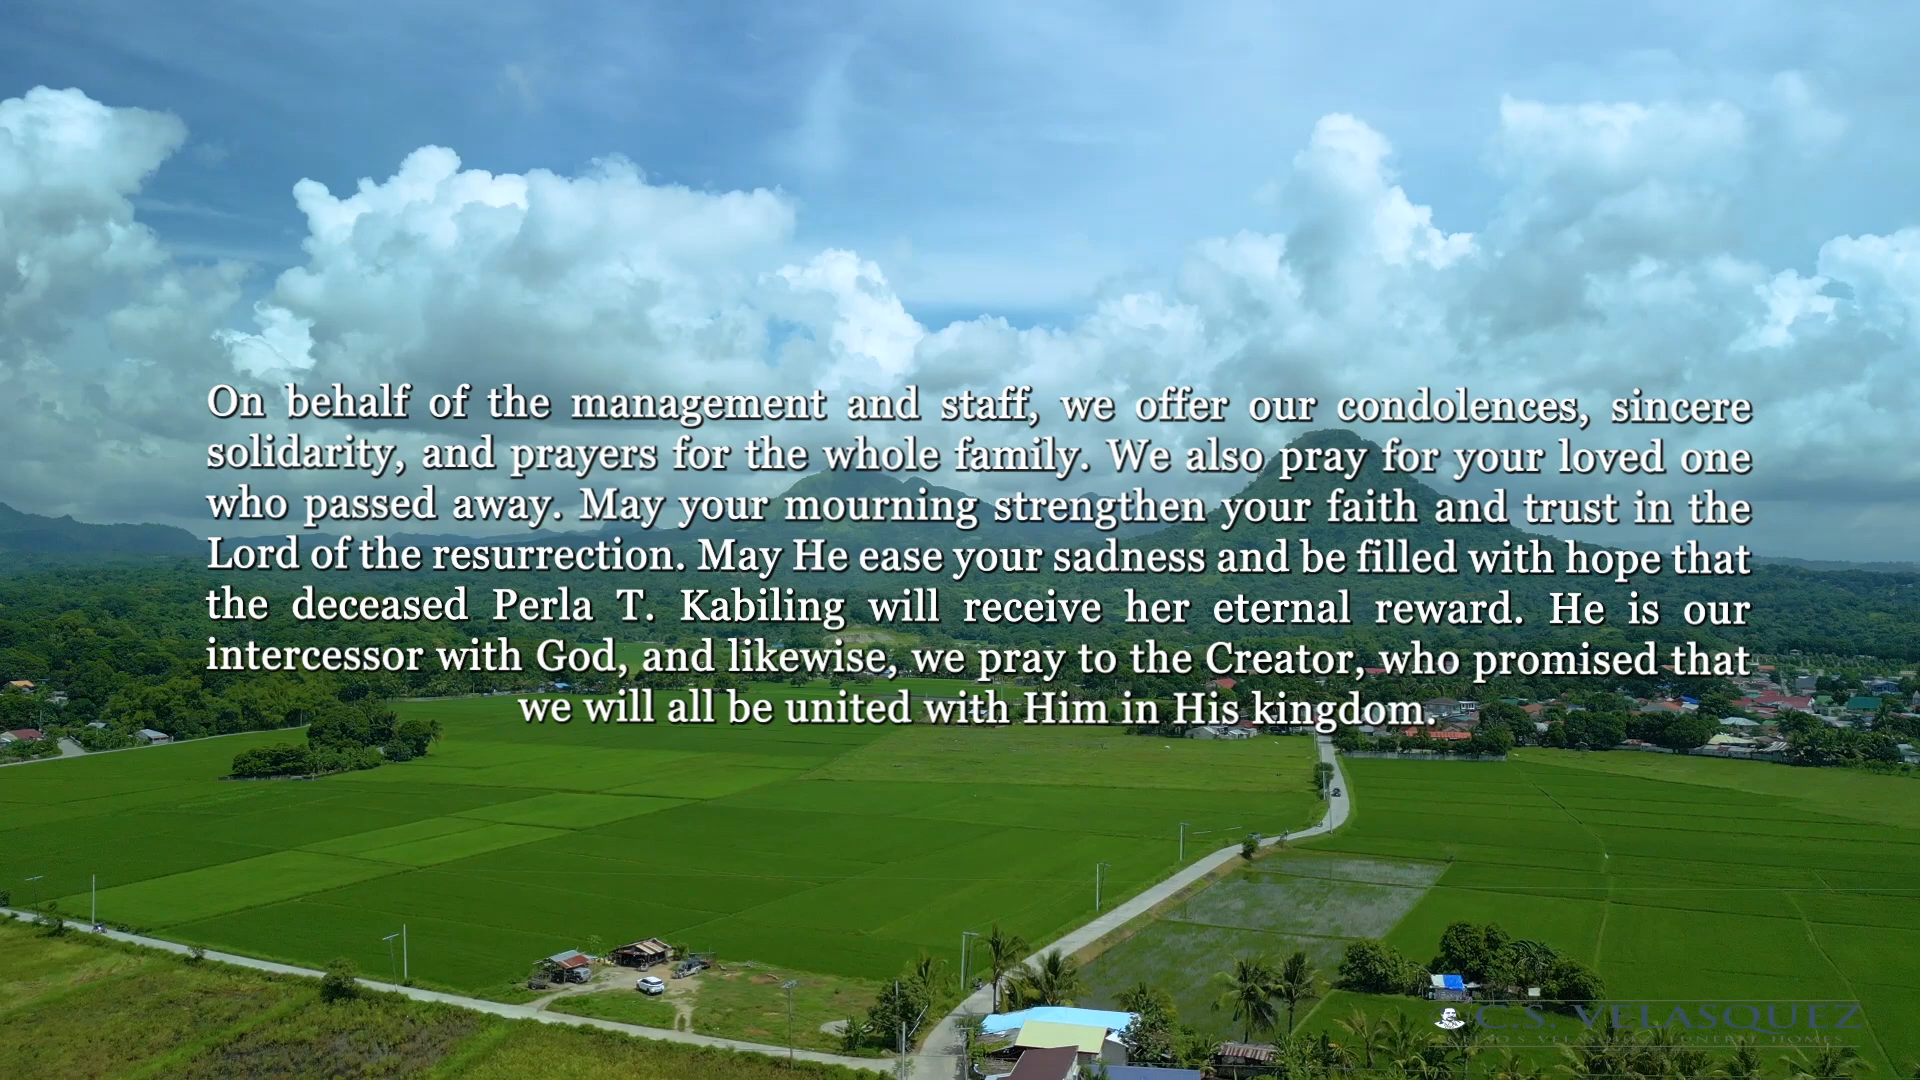 On behalf of the management and staff, we offer our condolences, sincere
solidarity, and prayers for the whole family. We also pray for your loved one
who passed away. May your mourning strengthen your faith and trust in the
Lord of the resurrection. May He ease your sadness and be filled with hope that
the deceased Perla T. Kabiling will receive her eternal reward. He is our
intercessor with God, and likewise, we pray to the Creator, who promised that
we will all be united with Him in His kingdom.
C.S. VELASQUEZ
CELSO S. VELASQUEZ FUNERAL HOMES